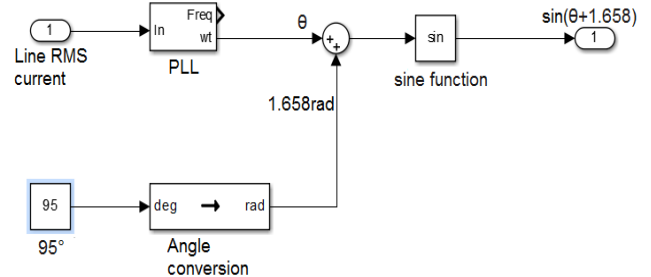 Freq
sin(θ+1.658)
1
In
wt
θ
sin
1
Line RMS
current
PLL
sine function
1.658rad
95
deg
rad
95°
Angle
conversion